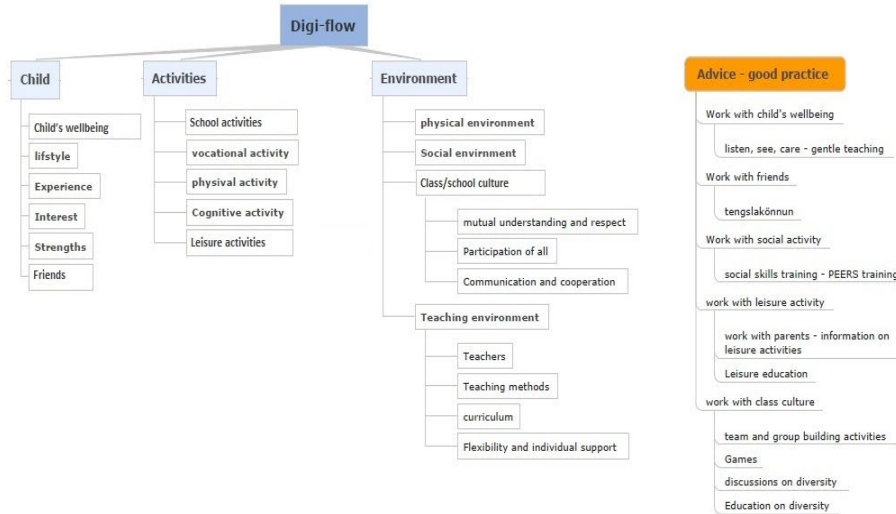 Digi-flow
Child
Child's wellbeing
lifstyle
Experience
Interest
Strengths
Friends
Activities
School activities
vocational activity
physival activity
Cognitive activity
Leisure activities
Environment
physical environment
Social envirnment
Class/school culture
mutual understanding and respect
Participation of all
Communication and cooperation
Teaching environment
Teachers
Teaching methods
curriculum
Flexibility and individual support
Advice - good practice
Work with child's wellbeing
listen, see, care - gentle teaching
Work with friends
tengslakönnun
Work with social activity
social skills training - PEERS training
work with leisure activity
work with parents - information on
leisure activities
Leisure education
work with class culture
team and group building activities
Games
discussions on diversity
Education on diversity